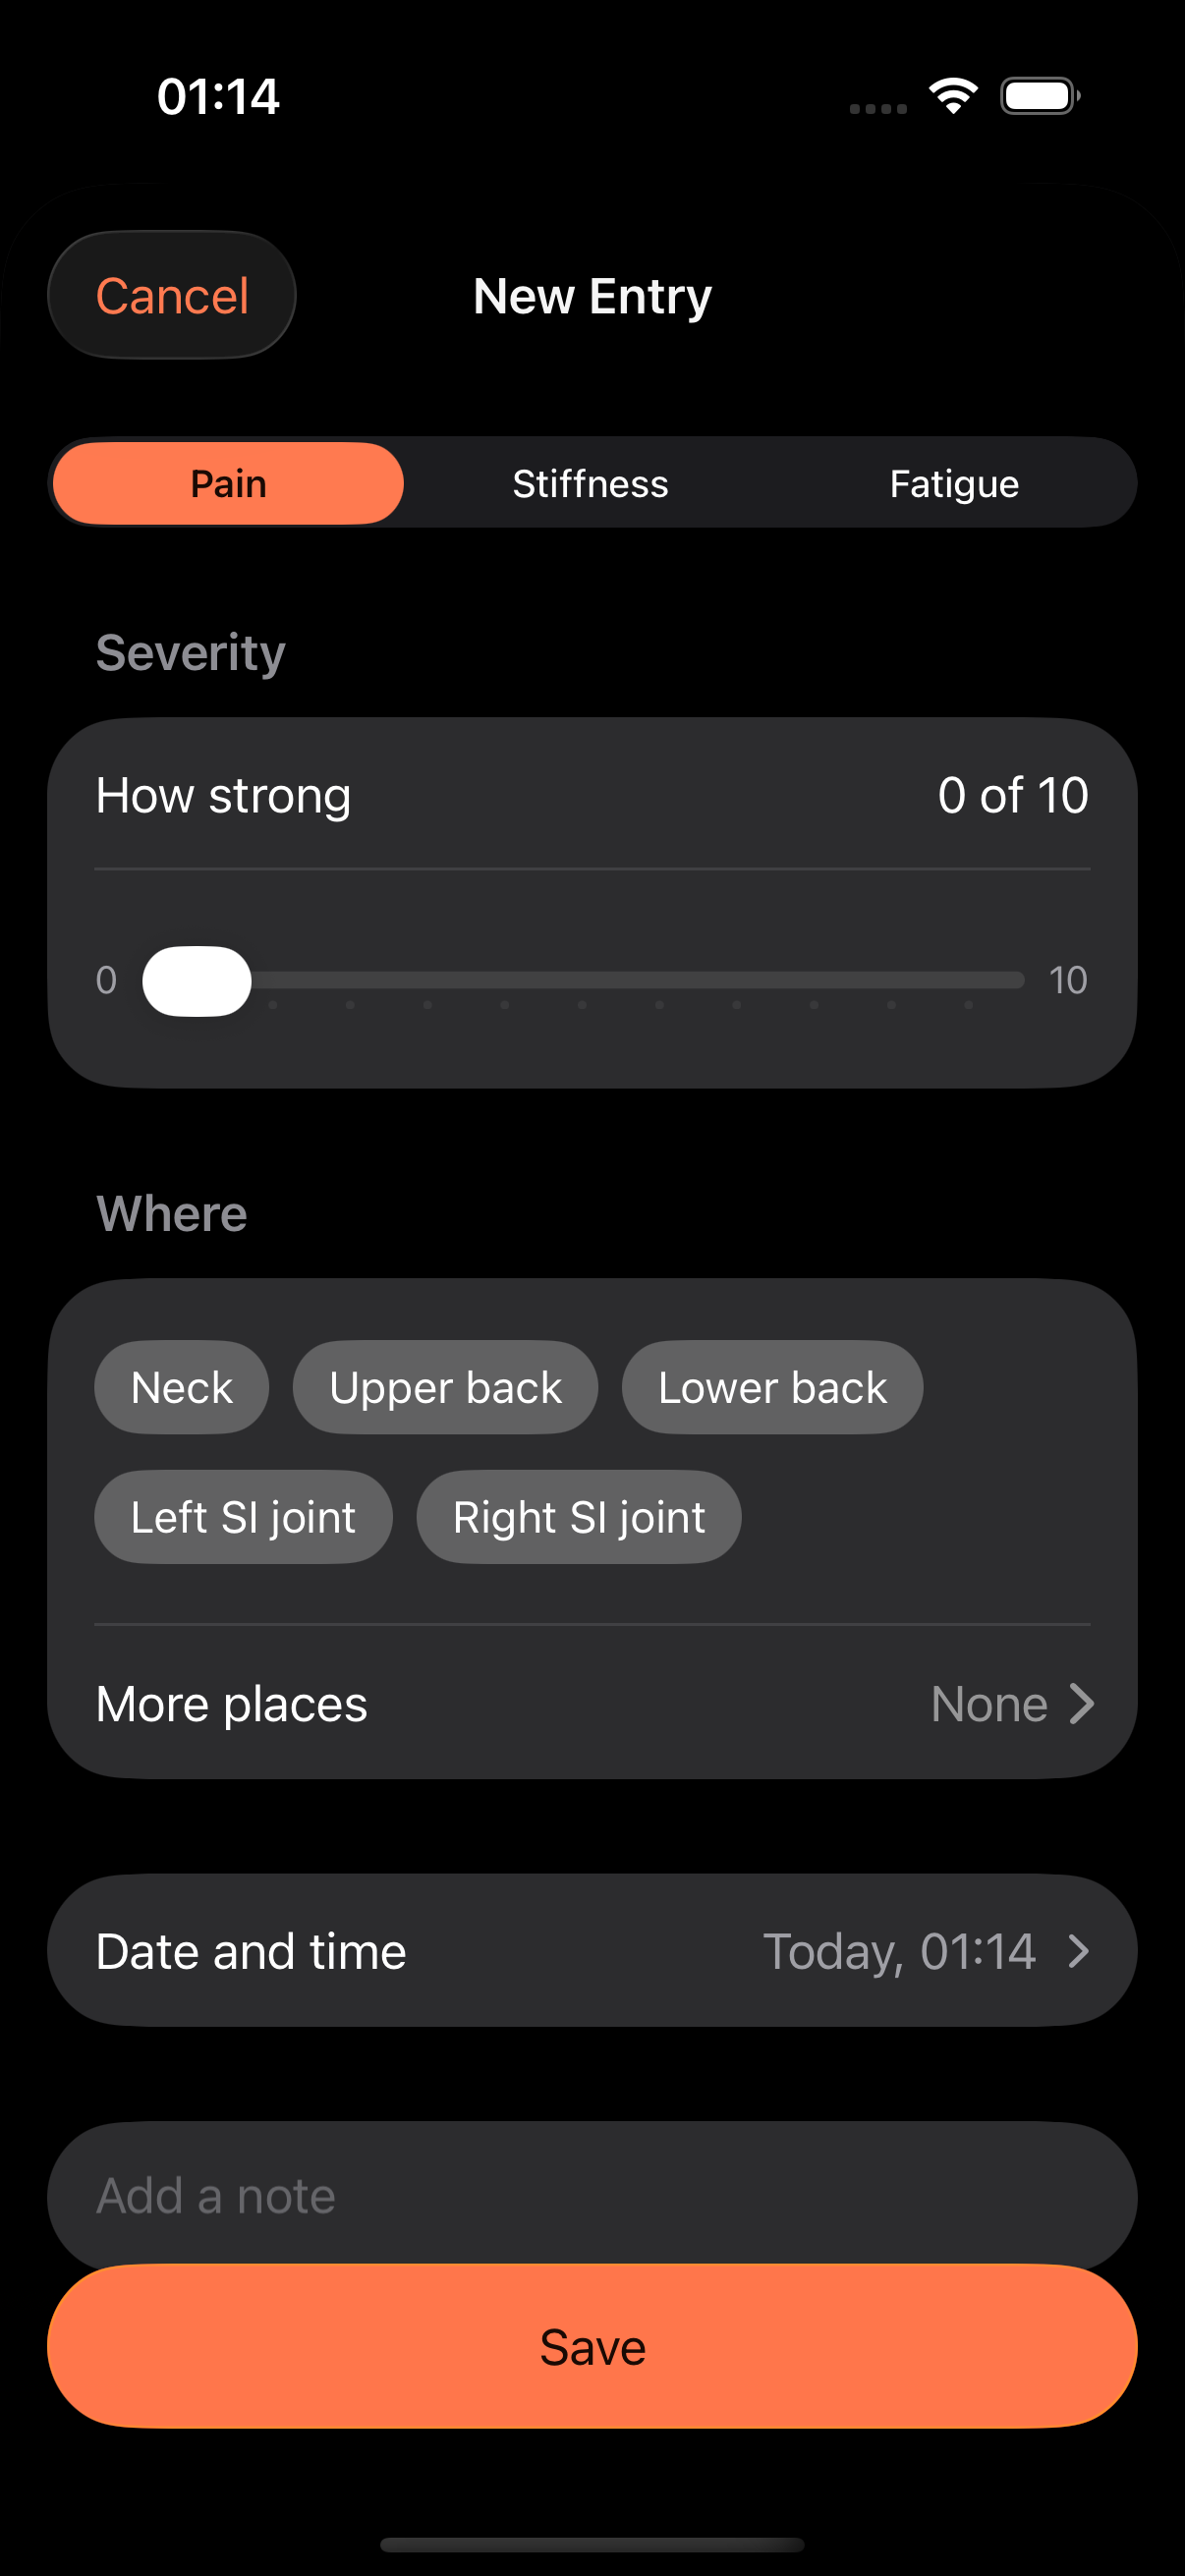 01:14
Cancel New Entry
Pain Stiffness Fatigue
Severity
How strong 0 of 10
0 10
Where
Neck Upper back Lower back
Left SI joint Right SI joint
More places None
Date and time Today, 01:14
Add a note
Save